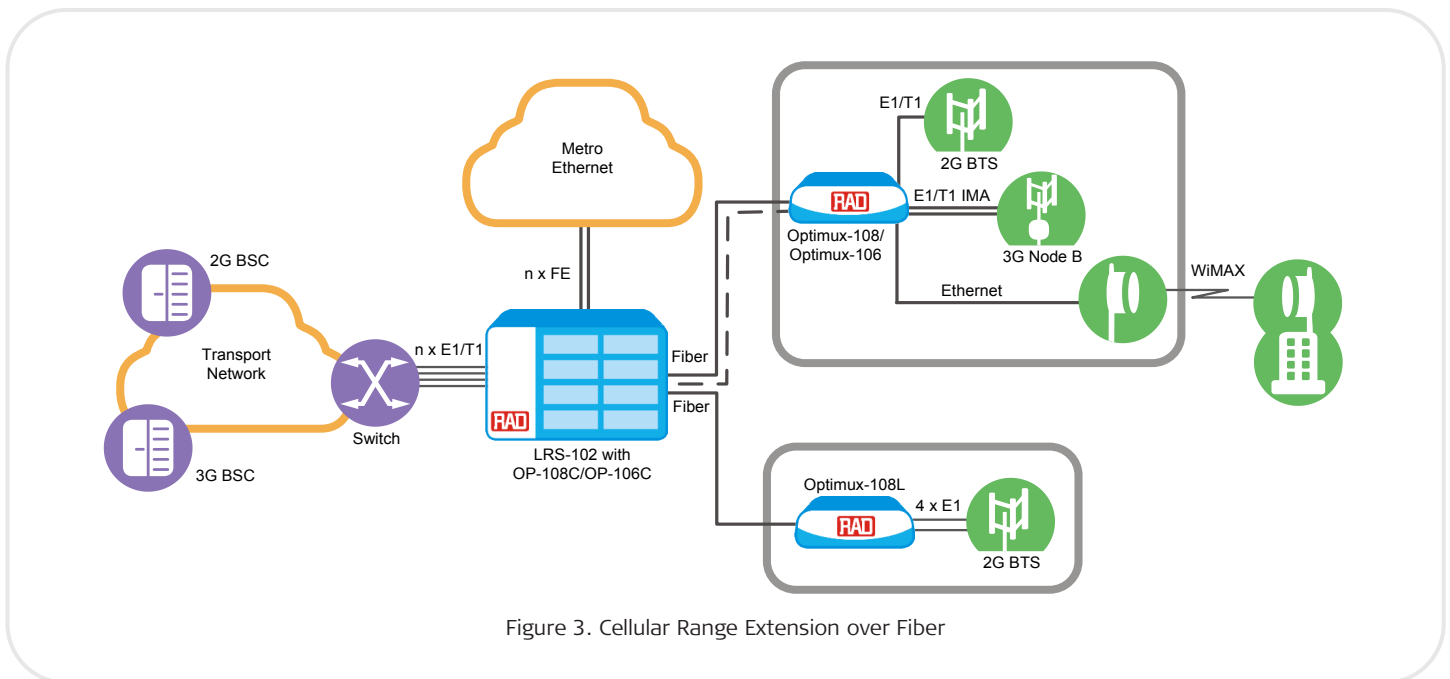 Metro
Ethernet
n x FE
2G BSC
Transport
Network
3G BSC
Switch
n x E1/T1
RAD
LRS-102 with
OP-108C/OP-106C
Fiber
Fiber
E1/T1
2G BTS
RAD
E1/T1 IMA
Optimux-108/
Optimux-106
3G Node B
Ethernet
WiMAX
Optimux-108L
RAD
4 x E1
2G BTS
Figure 3. Cellular Range Extension over Fiber